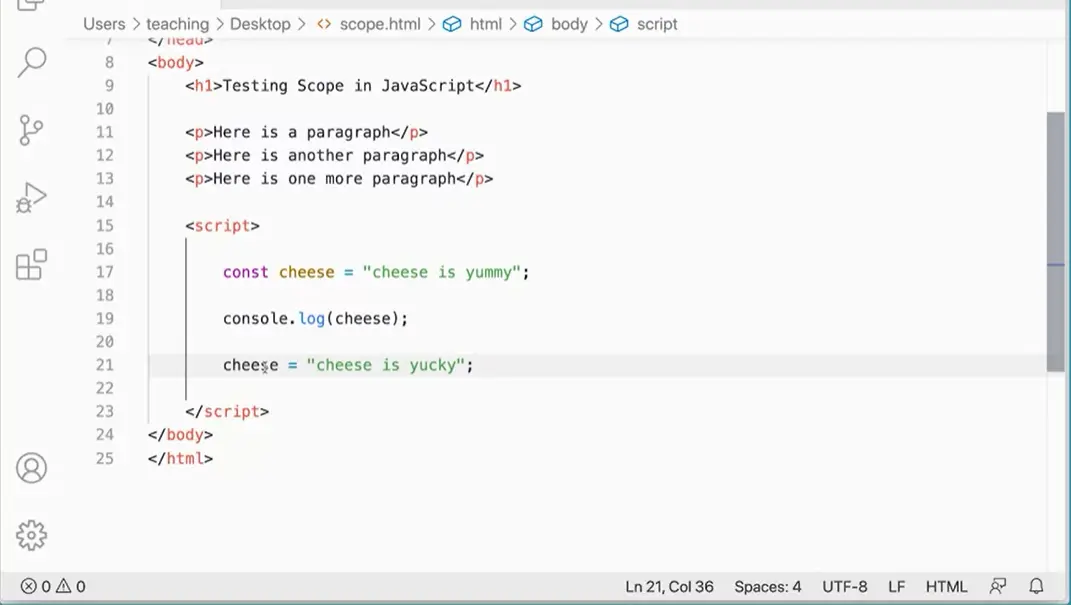 Users > teaching > Desktop > <> scope.html > html > body > script
7 </head>
8 <body>
9 <h1>Testing Scope in JavaScript</h1>
10
11 <p>Here is a paragraph</p>
12 <p>Here is another paragraph</p>
13 <p>Here is one more paragraph</p>
14
15 <script>
16
17 const cheese = "cheese is yummy";
18
19 console.log(cheese);
20
21 cheese = "cheese is yucky";
22
23 </script>
24 </body>
25 </html>
0 0 Ln 21, Col 36 Spaces: 4 UTF-8 LF HTML